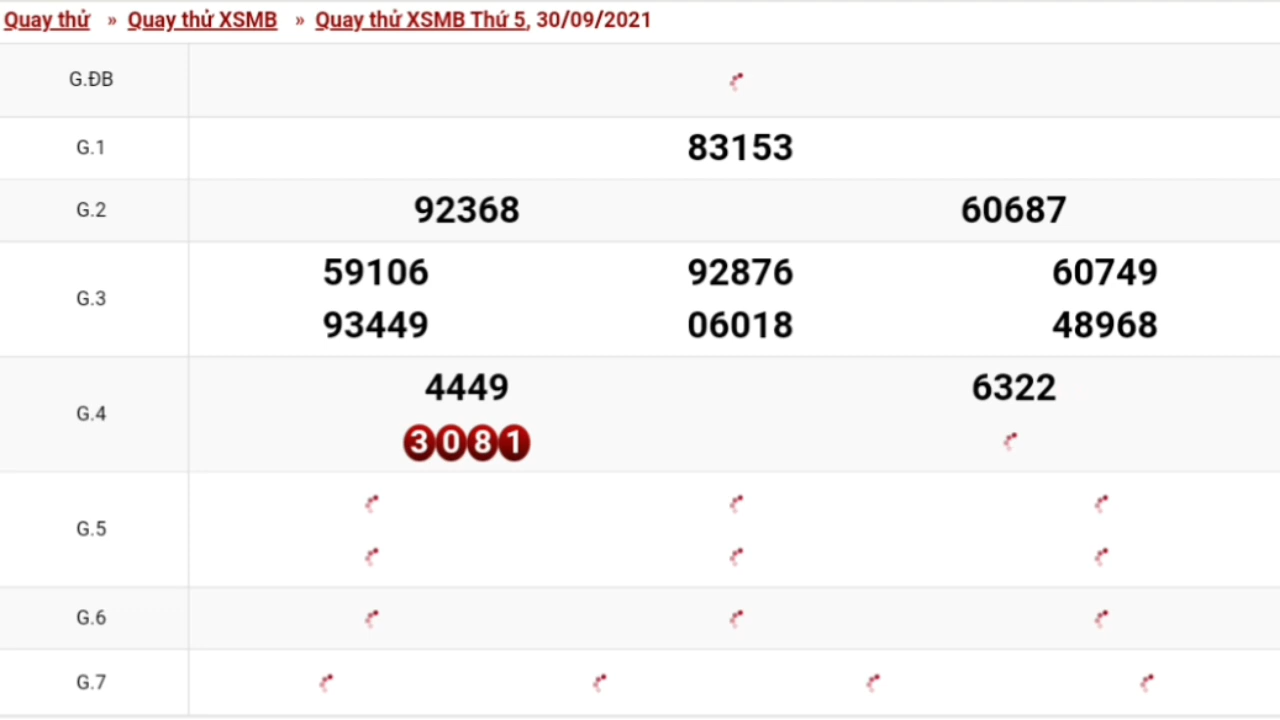 Quay thử » Quay thử XSMB » Quay thử XSMB Thứ 5, 30/09/2021
G.ĐB
G.1 83153
G.2 92368 60687
G.3 59106 92876 60749
93449 06018 48968
G.4 4449 6322
3081
G.5
G.6
G.7